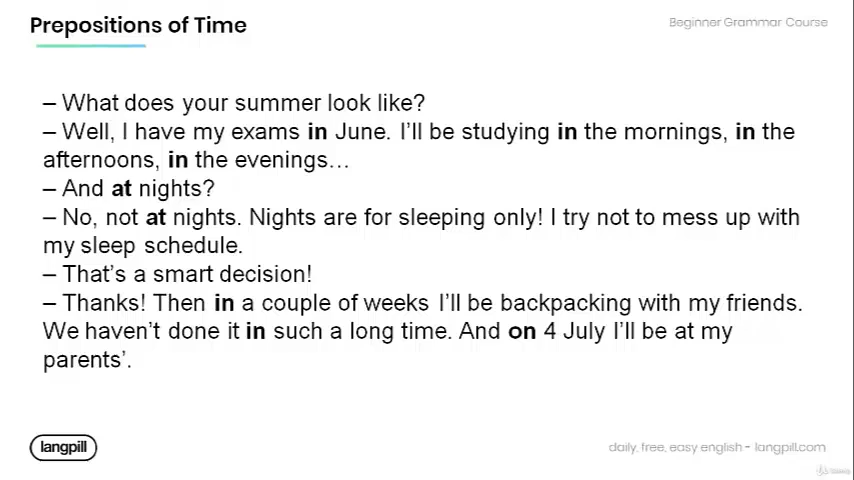 Prepositions of Time
Beginner Grammar Course
– What does your summer look like?
– Well, I have my exams in June. I’ll be studying in the mornings, in the
afternoons, in the evenings…
– And at nights?
– No, not at nights. Nights are for sleeping only! I try not to mess up with
my sleep schedule.
– That’s a smart decision!
– Thanks! Then in a couple of weeks I’ll be backpacking with my friends.
We haven’t done it in such a long time. And on 4 July I’ll be at my
parents’.
langpill
daily, free, easy english - langpill.com